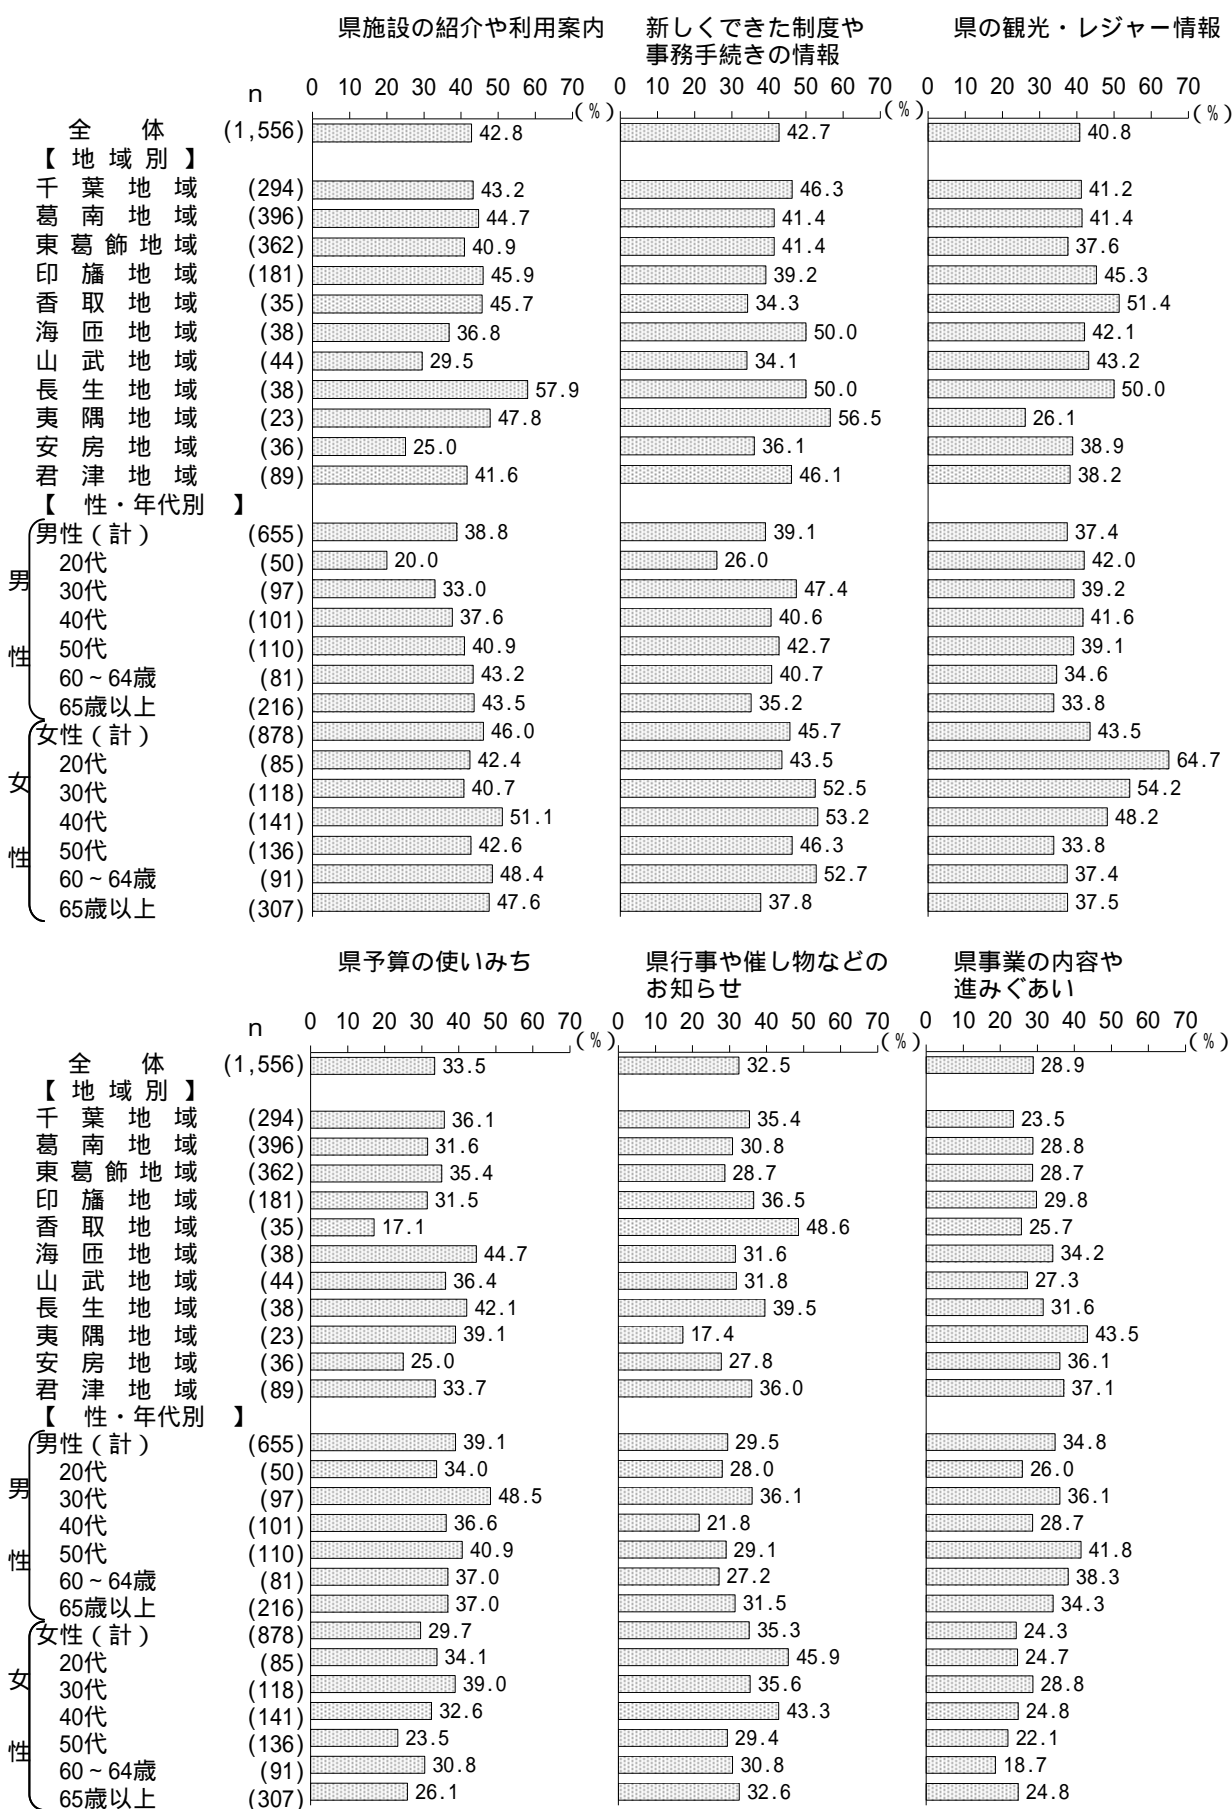 県施設の紹介や利用案内　新しくできた制度や　県の観光・レジャー情報
事務手続きの情報
n　0 10 20 30 40 50 60 70　0 10 20 30 40 50 60 70　0 10 20 30 40 50 60 70
(%)　(%)　(%)
全体 (1,556) 42.8 42.7 40.8
【地域別】
千葉地域 (294) 43.2 46.3 41.2
葛南地域 (396) 44.7 41.4 41.4
東葛飾地域 (362) 40.9 41.4 37.6
印旛地域 (181) 45.9 39.2 45.3
香取地域 (35) 45.7 34.3 51.4
海匝地域 (38) 36.8 50.0 42.1
山武地域 (44) 29.5 34.1 43.2
長生地域 (38) 57.9 50.0 50.0
夷隅地域 (23) 47.8 56.5 26.1
安房地域 (36) 25.0 36.1 38.9
君津地域 (89) 41.6 46.1 38.2
【性・年代別】
男性
男性(計) (655) 38.8 39.1 37.4
20代 (50) 20.0 26.0 42.0
30代 (97) 33.0 47.4 39.2
40代 (101) 37.6 40.6 41.6
50代 (110) 40.9 42.7 39.1
60~64歳 (81) 43.2 40.7 34.6
65歳以上 (216) 43.5 35.2 33.8
女性
女性(計) (878) 46.0 45.7 43.5
20代 (85) 42.4 43.5 64.7
30代 (118) 40.7 52.5 54.2
40代 (141) 51.1 53.2 48.2
50代 (136) 42.6 46.3 33.8
60~64歳 (91) 48.4 52.7 37.4
65歳以上 (307) 47.6 37.8 37.5
県予算の使いみち　県行事や催し物などの　県事業の内容や
お知らせ　進みぐあい
n　0 10 20 30 40 50 60 70　0 10 20 30 40 50 60 70　0 10 20 30 40 50 60 70
(%)　(%)　(%)
全体 (1,556) 33.5 32.5 28.9
【地域別】
千葉地域 (294) 36.1 35.4 23.5
葛南地域 (396) 31.6 30.8 28.8
東葛飾地域 (362) 35.4 28.7 28.7
印旛地域 (181) 31.5 36.5 29.8
香取地域 (35) 17.1 48.6 25.7
海匝地域 (38) 44.7 31.6 34.2
山武地域 (44) 36.4 31.8 27.3
長生地域 (38) 42.1 39.5 31.6
夷隅地域 (23) 39.1 17.4 43.5
安房地域 (36) 25.0 27.8 36.1
君津地域 (89) 33.7 36.0 37.1
【性・年代別】
男性
男性(計) (655) 39.1 29.5 34.8
20代 (50) 34.0 28.0 26.0
30代 (97) 48.5 36.1 36.1
40代 (101) 36.6 21.8 28.7
50代 (110) 40.9 29.1 41.8
60~64歳 (81) 37.0 27.2 38.3
65歳以上 (216) 37.0 31.5 34.3
女性
女性(計) (878) 29.7 35.3 24.3
20代 (85) 34.1 45.9 24.7
30代 (118) 39.0 35.6 28.8
40代 (141) 32.6 43.3 24.8
50代 (136) 23.5 29.4 22.1
60~64歳 (91) 30.8 30.8 18.7
65歳以上 (307) 26.1 32.6 24.8